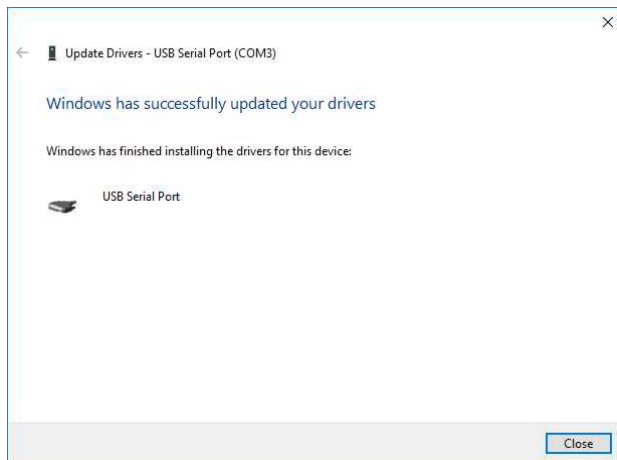 Update Drivers - USB Serial Port (COM3)
Windows has successfully updated your drivers
Windows has finished installing the drivers for this device:
USB Serial Port
Close